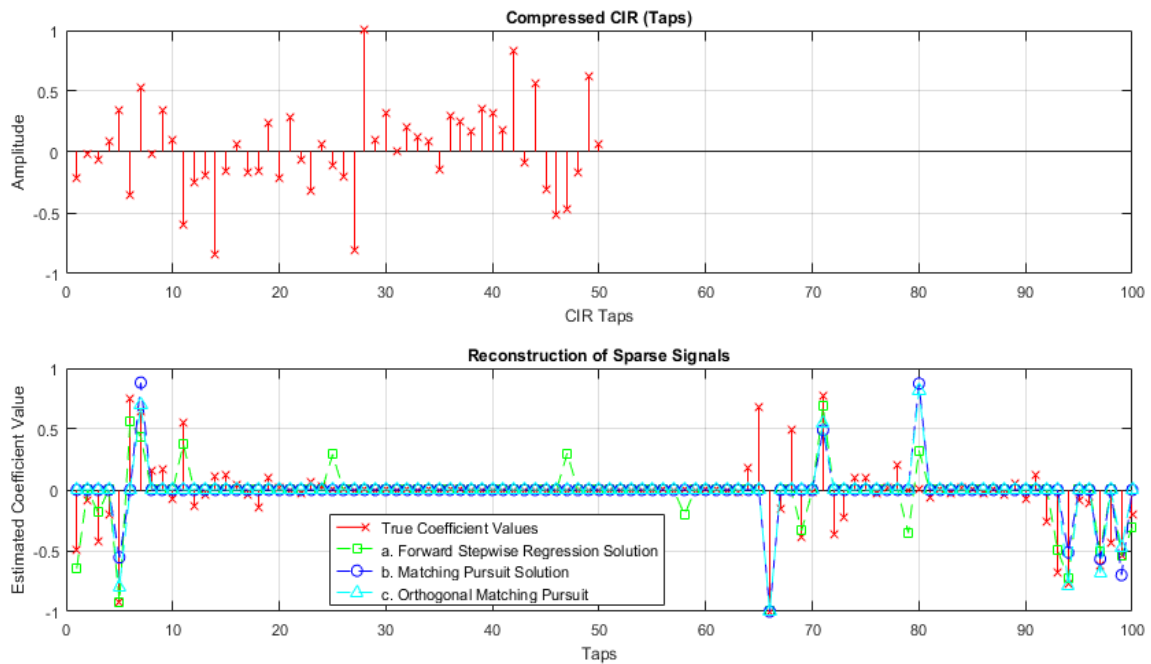 Compressed CIR (Taps)
1
0.5
0
-0.5
-1
Amplitude
0 10 20 30 40 50 60 70 80 90 100
CIR Taps
Reconstruction of Sparse Signals
1
0.5
0
-0.5
-1
Estimated Coefficient Value
True Coefficient Values
a. Forward Stepwise Regression Solution
b. Matching Pursuit Solution
c. Orthogonal Matching Pursuit
0 10 20 30 40 50 60 70 80 90 100
Taps